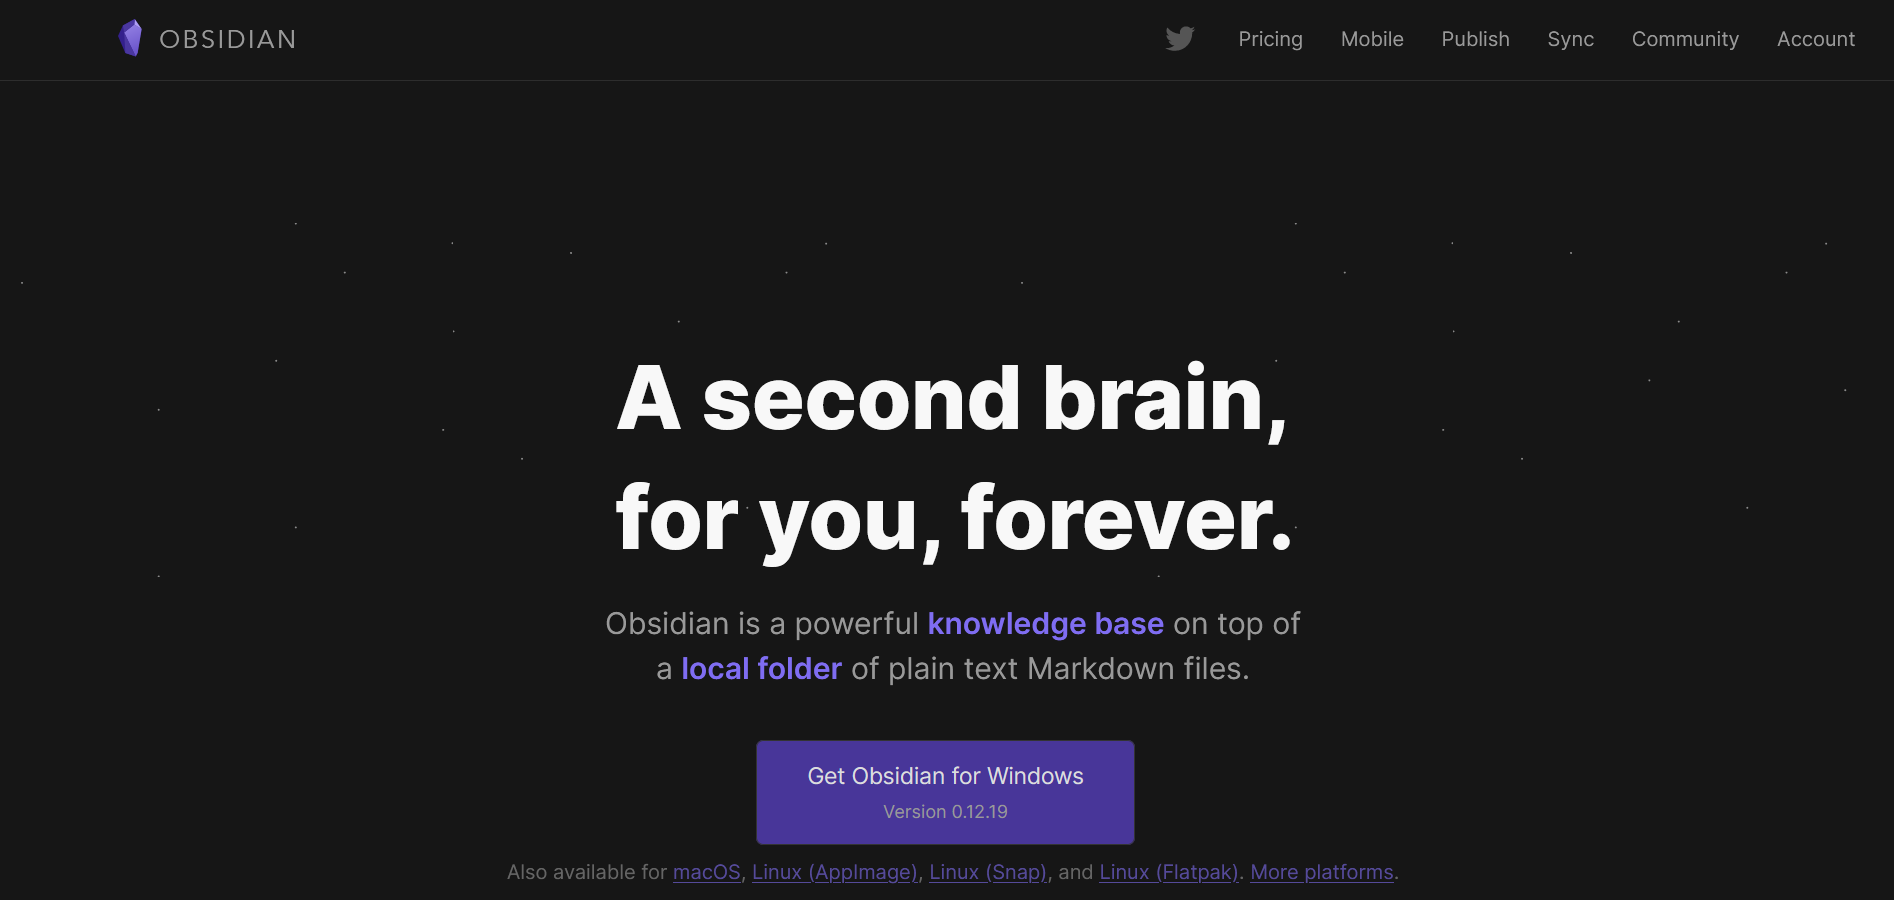 OBSIDIAN
Pricing Mobile Publish Sync Community Account
A second brain,
for you, forever.
Obsidian is a powerful knowledge base on top of
a local folder of plain text Markdown files.
Get Obsidian for Windows
Version 0.12.19
Also available for macOS, Linux (AppImage), Linux (Snap), and Linux (Flatpak). More platforms.